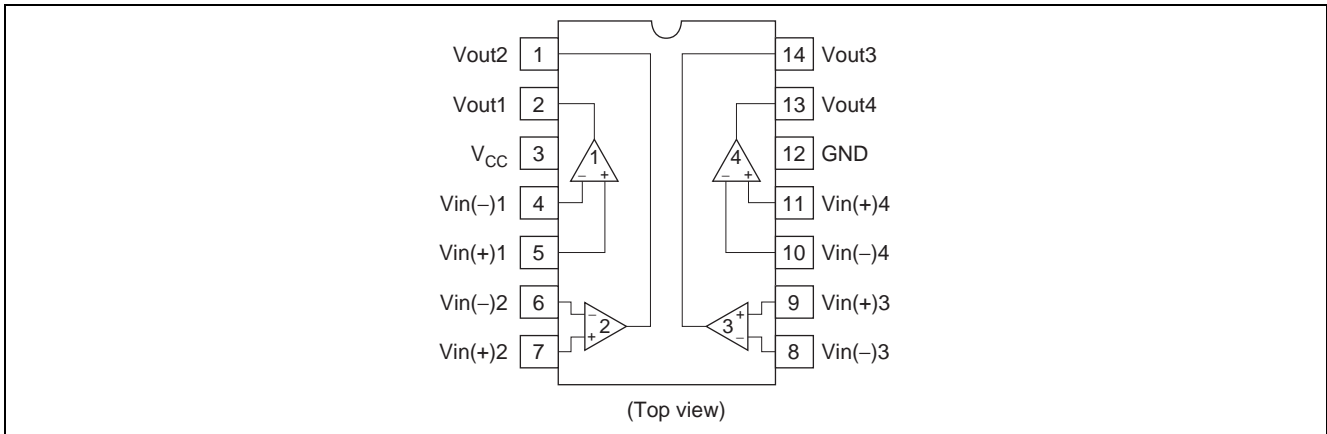 Vout2 1 14 Vout3
Vout1 2 13 Vout4
VCC 3 1 4 12 GND
− + − +
Vin(−)1 4 11 Vin(+)4
Vin(+)1 5 10 Vin(−)4
Vin(−)2 6 − + 9 Vin(+)3
2 3
Vin(+)2 7 + − 8 Vin(−)3
(Top view)